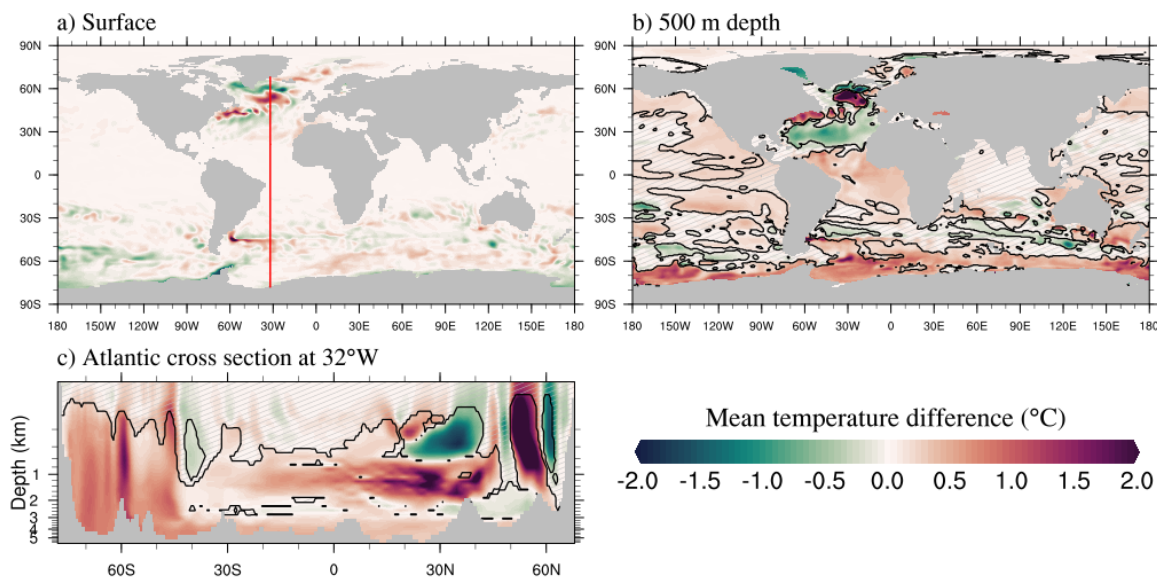 a) Surface
b) 500 m depth
90N
60N
30N
0
30S
60S
90S
180 150W 120W 90W 60W 30W 0 30E 60E 90E 120E 150E 180
90N
60N
30N
0
30S
60S
90S
180 150W 120W 90W 60W 30W 0 30E 60E 90E 120E 150E 180
c) Atlantic cross section at 32°W
Depth (km)
1
2
3
4
5
60S 30S 0 30N 60N
Mean temperature difference (°C)
-2.0 -1.5 -1.0 -0.5 0.0 0.5 1.0 1.5 2.0